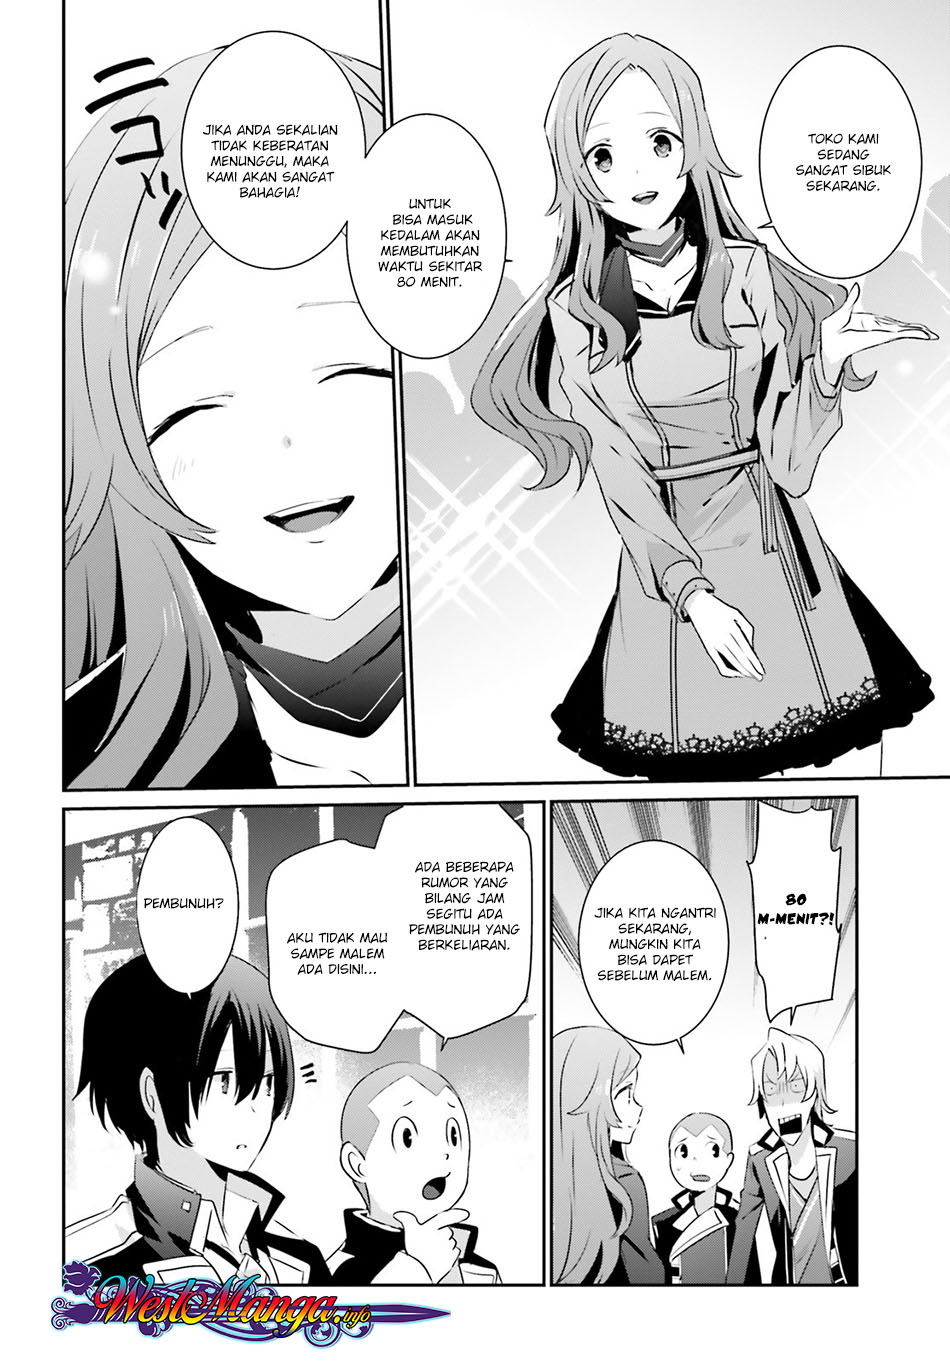 TOKO KAMI
SEDANG
SANGAT SIBUK
SEKARANG.
UNTUK
BISA MASUK
KEDALAM AKAN
MEMBUTUHKAN
WAKTU SEKITAR
80 MENIT.
JIKA ANDA SEKALIAN
TIDAK KEBERATAN
MENUNGGU, MAKA
KAMI AKAN SANGAT
BAHAGIA!
ニコッ
80
M-MENIT?!
JIKA KITA NGANTRI
SEKARANG,
MUNGKIN KITA
BISA DAPET
SEBELUM MALEM.
ADA BEBERAPA
RUMOR YANG
BILANG JAM
SEGITU ADA
PEMBUNUH YANG
BERKELIARAN.
AKU TIDAK MAU
SAMPE MALEM
ADA DISINI...
PEMBUNUH?
WestManga.info